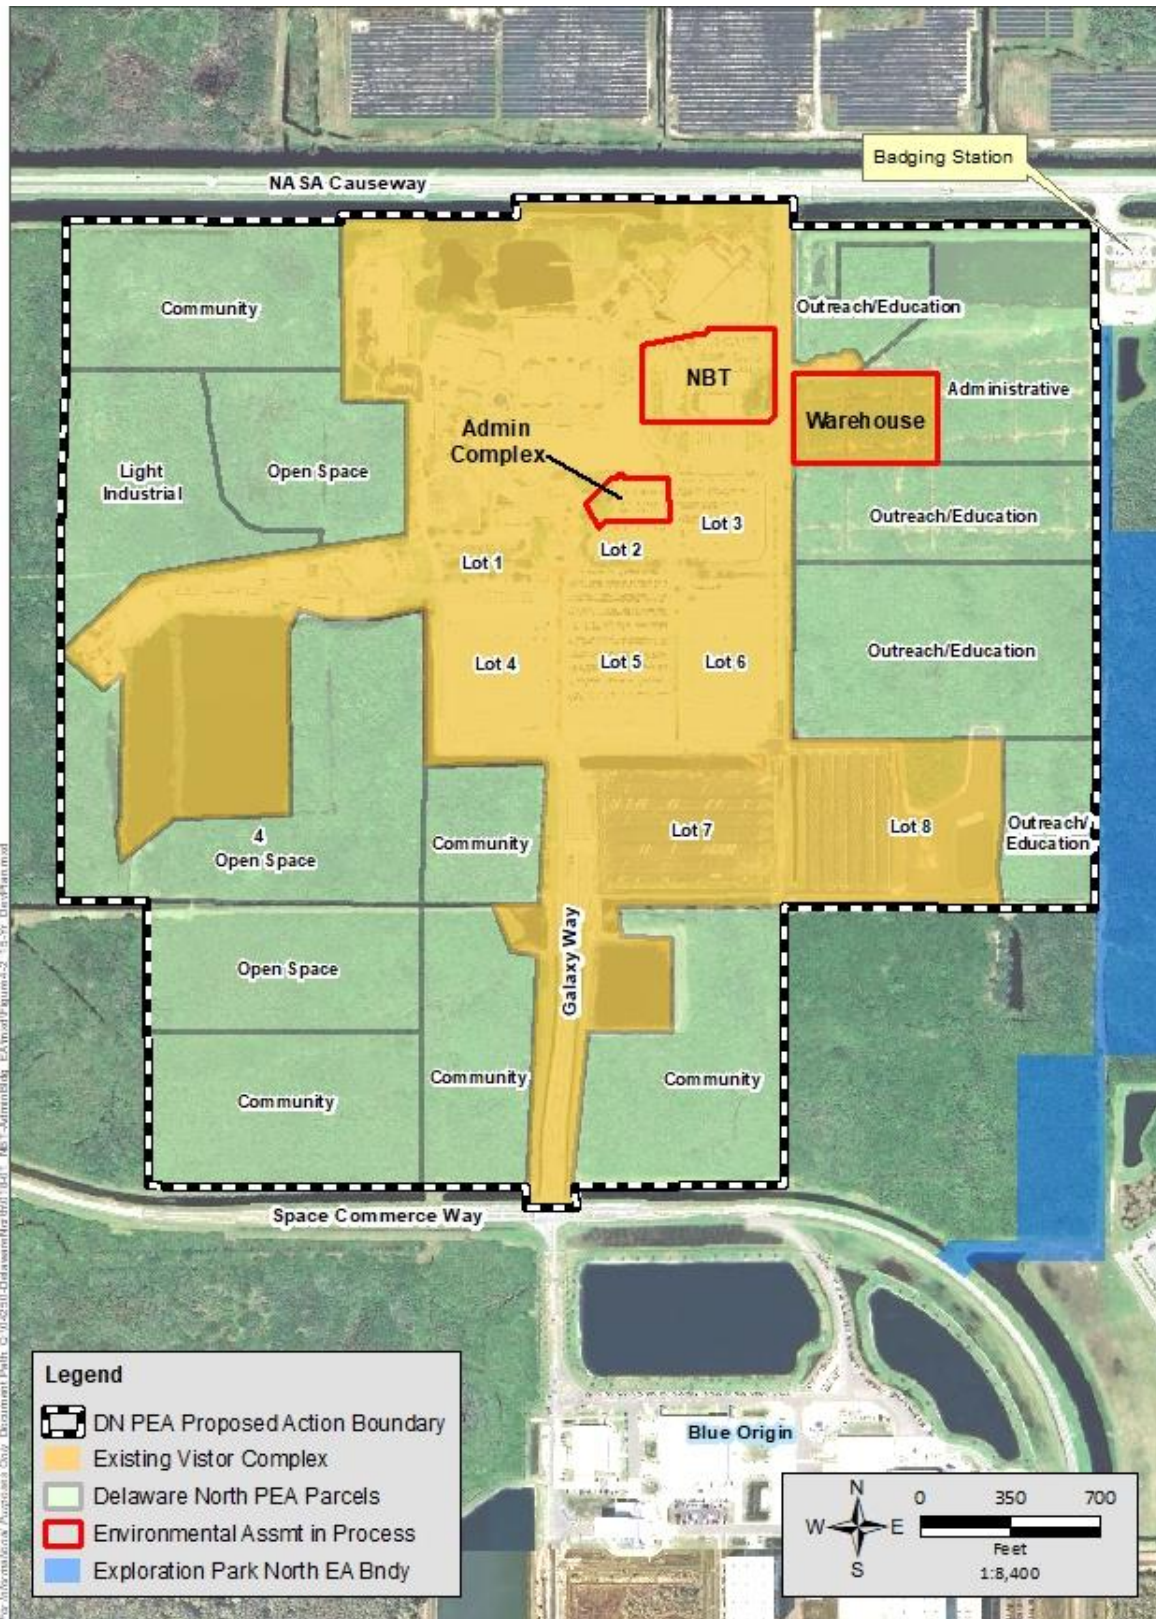 Badging Station
NASA Causeway
Community
Outreach/Education
NBT
Administrative
Warehouse
Admin
Complex
Light
Industrial
Open Space
Outreach/Education
Lot 3
Lot 2
Lot 1
Outreach/Education
Lot 4
Lot 5
Lot 6
Lot 7
Lot 8
Outreach/
Education
4
Open Space
Community
Galaxy Way
Open Space
Community
Community
Community
Space Commerce Way
Blue Origin
Legend
DN PEA Proposed Action Boundary
Existing Vistor Complex
Delaware North PEA Parcels
Environmental Assmt in Process
Exploration Park North EA Bndy
N
W
E
S
0 350 700
Feet
1:8,400